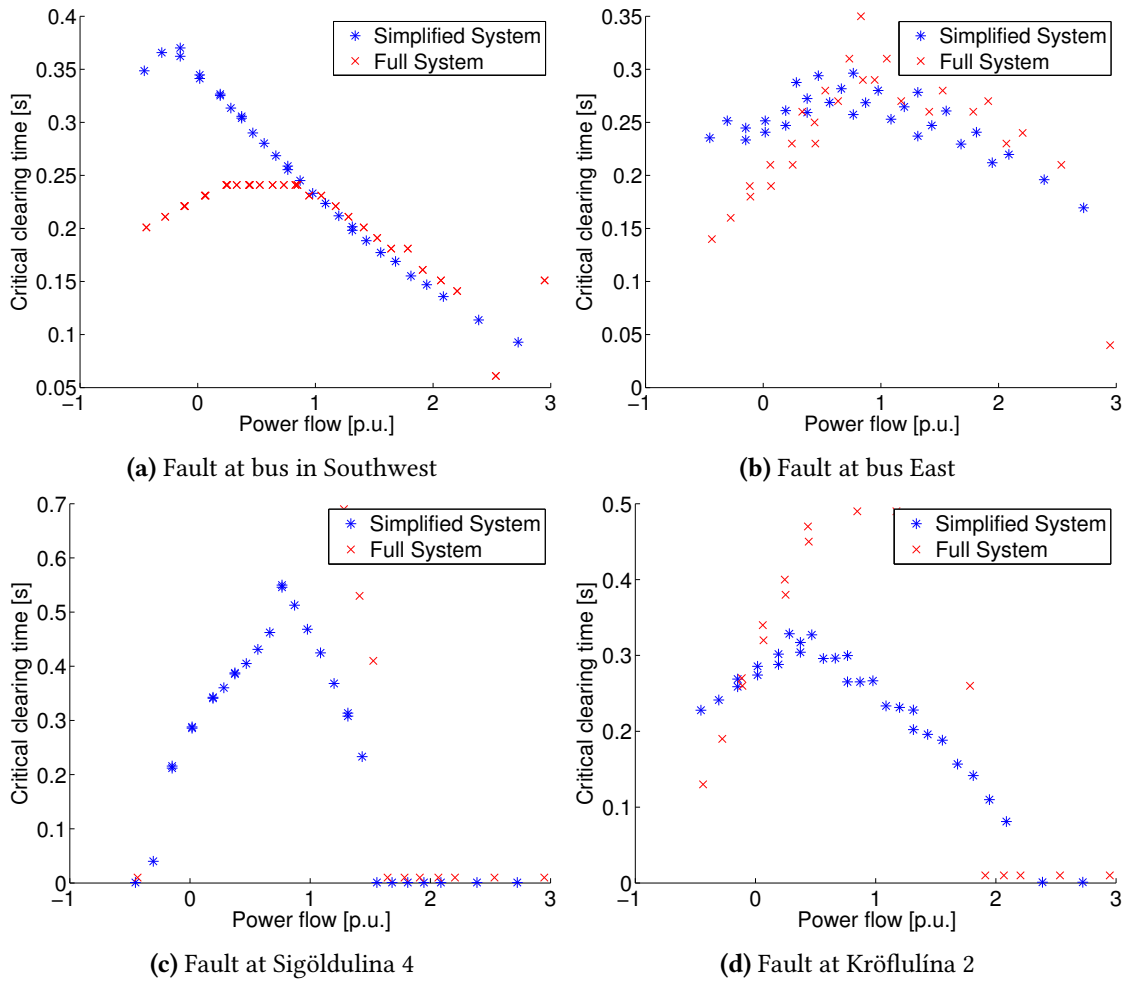 0.4
0.35
0.3
0.25
0.2
0.15
0.1
0.05
−1
0
1
2
3
Critical clearing time [s]
Power flow [p.u.]
Simplified System
Full System
(a) Fault at bus in Southwest
0.35
0.3
0.25
0.2
0.15
0.1
0.05
0
−1
0
1
2
3
Critical clearing time [s]
Power flow [p.u.]
Simplified System
Full System
(b) Fault at bus East
0.7
0.6
0.5
0.4
0.3
0.2
0.1
0
−1
0
1
2
3
Critical clearing time [s]
Power flow [p.u.]
Simplified System
Full System
(c) Fault at Sigöldulina 4
0.5
0.4
0.3
0.2
0.1
0
−1
0
1
2
3
Critical clearing time [s]
Power flow [p.u.]
Simplified System
Full System
(d) Fault at Kröflulína 2